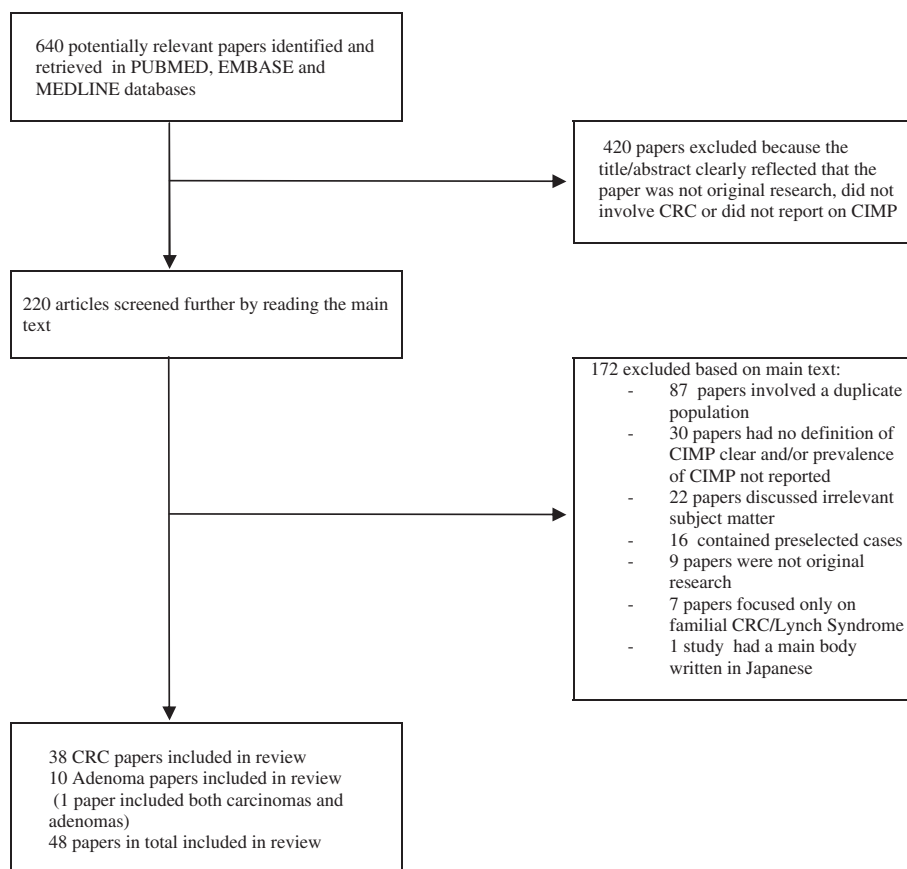 640 potentially relevant papers identified and
retrieved in PUBMED, EMBASE and
MEDLINE databases
420 papers excluded because the
title/abstract clearly reflected that the
paper was not original research, did not
involve CRC or did not report on CIMP
220 articles screened further by reading the main
text
172 excluded based on main text:
- 87 papers involved a duplicate
population
- 30 papers had no definition of
CIMP clear and/or prevalence
of CIMP not reported
- 22 papers discussed irrelevant
subject matter
- 16 contained preselected cases
- 9 papers were not original
research
- 7 papers focused only on
familial CRC/Lynch Syndrome
- 1 study had a main body
written in Japanese
38 CRC papers included in review
10 Adenoma papers included in review
(1 paper included both carcinomas and
adenomas)
48 papers in total included in review